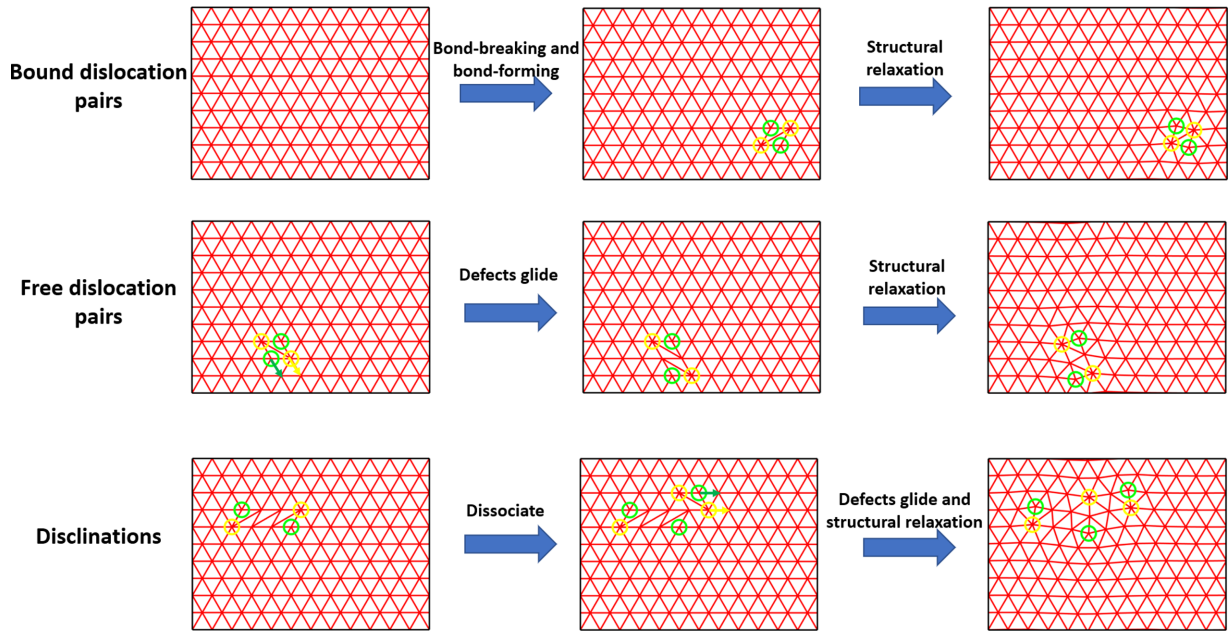 Bound dislocation
pairs
Bond-breaking and
bond-forming
Structural
relaxation
Free dislocation
pairs
Defects glide
Structural
relaxation
Disclinations
Dissociate
Defects glide and
structural relaxation